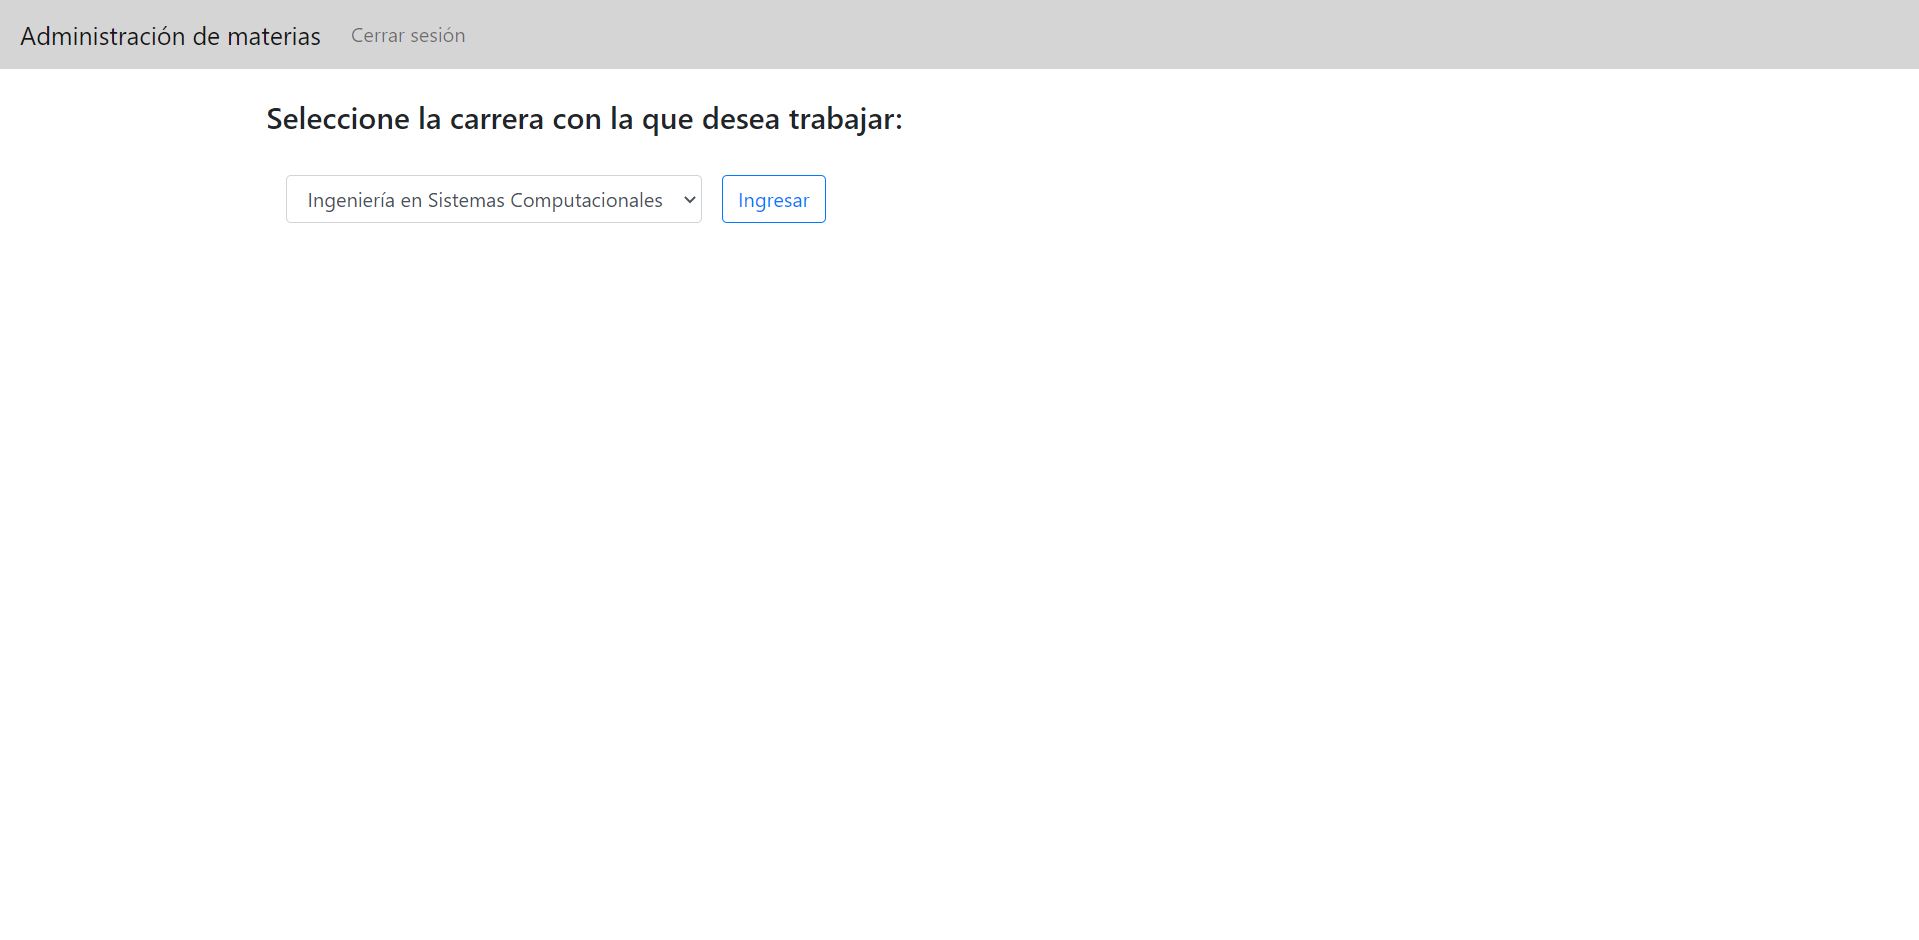 Administración de materias Cerrar sesión
Seleccione la carrera con la que desea trabajar:
Ingeniería en Sistemas Computacionales Ingresar